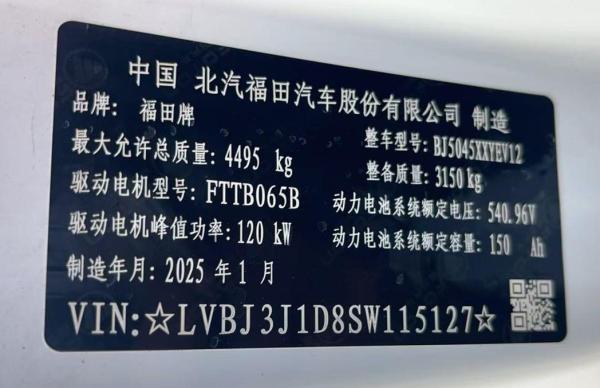 中国 北汽福田汽车股份有限公司 制造
品牌: 福田牌
整车型号: BJ5045XXYEV12
最大允许总质量: 4495 kg
整备质量: 3150 kg
驱动电机型号: FTTB065B
动力电池系统额定电压: 540.96V
驱动电机峰值功率: 120 kW
动力电池系统额定容量: 150 Ah
制造年月: 2025 年 1 月
VIN:☆LVBJ3J1D8SW115127☆